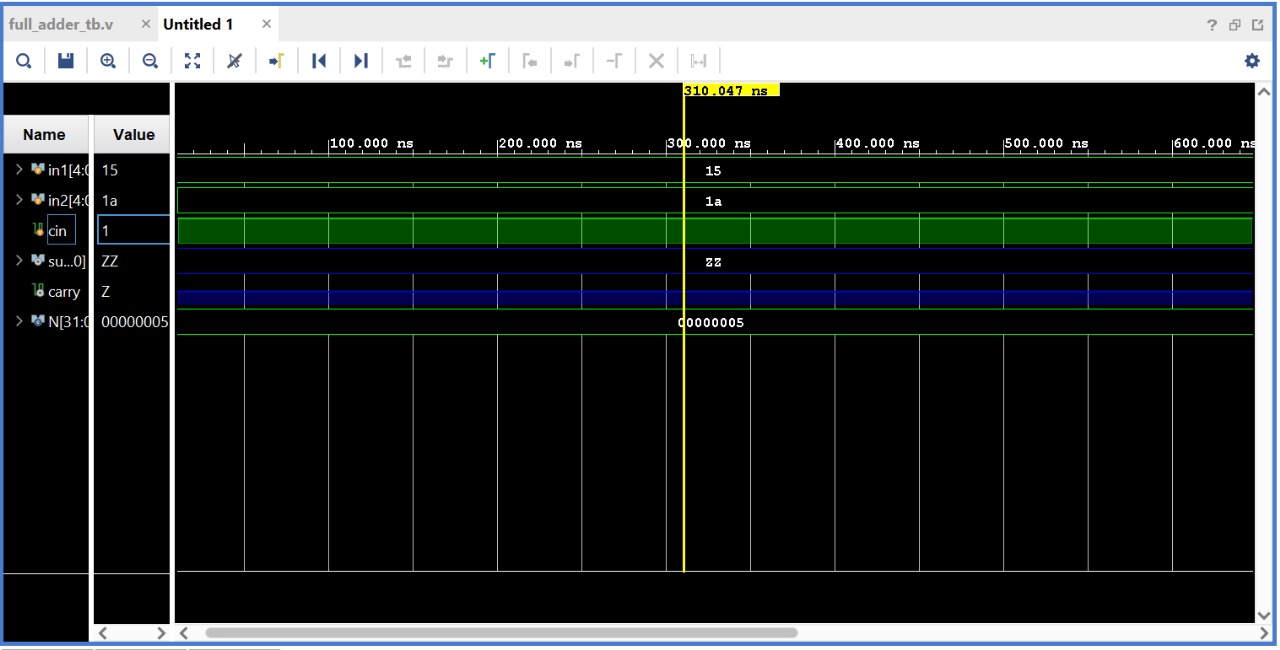 full_adder_tb.v × Untitled 1 ×
?
310.047 ns
Name Value
100.000 ns 200.000 ns 300.000 ns 400.000 ns 500.000 ns 600.000 ns
in1[4:0 15 15
in2[4:0 1a 1a
cin 1
su...0] ZZ ZZ
carry Z
N[31:0 00000005 00000005